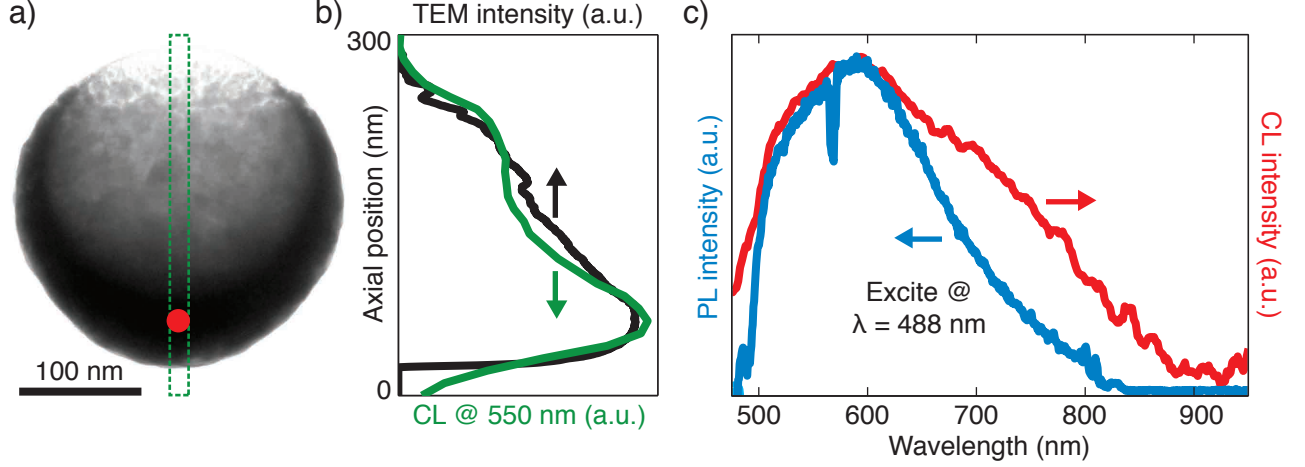 a)
100 nm
b)
TEM intensity (a.u.)
300
Axial position (nm)
0
CL @ 550 nm (a.u.)
c)
PL intensity (a.u.)
CL intensity
(a.u.)
Excite @
λ = 488 nm
500 600 700 800 900
Wavelength (nm)